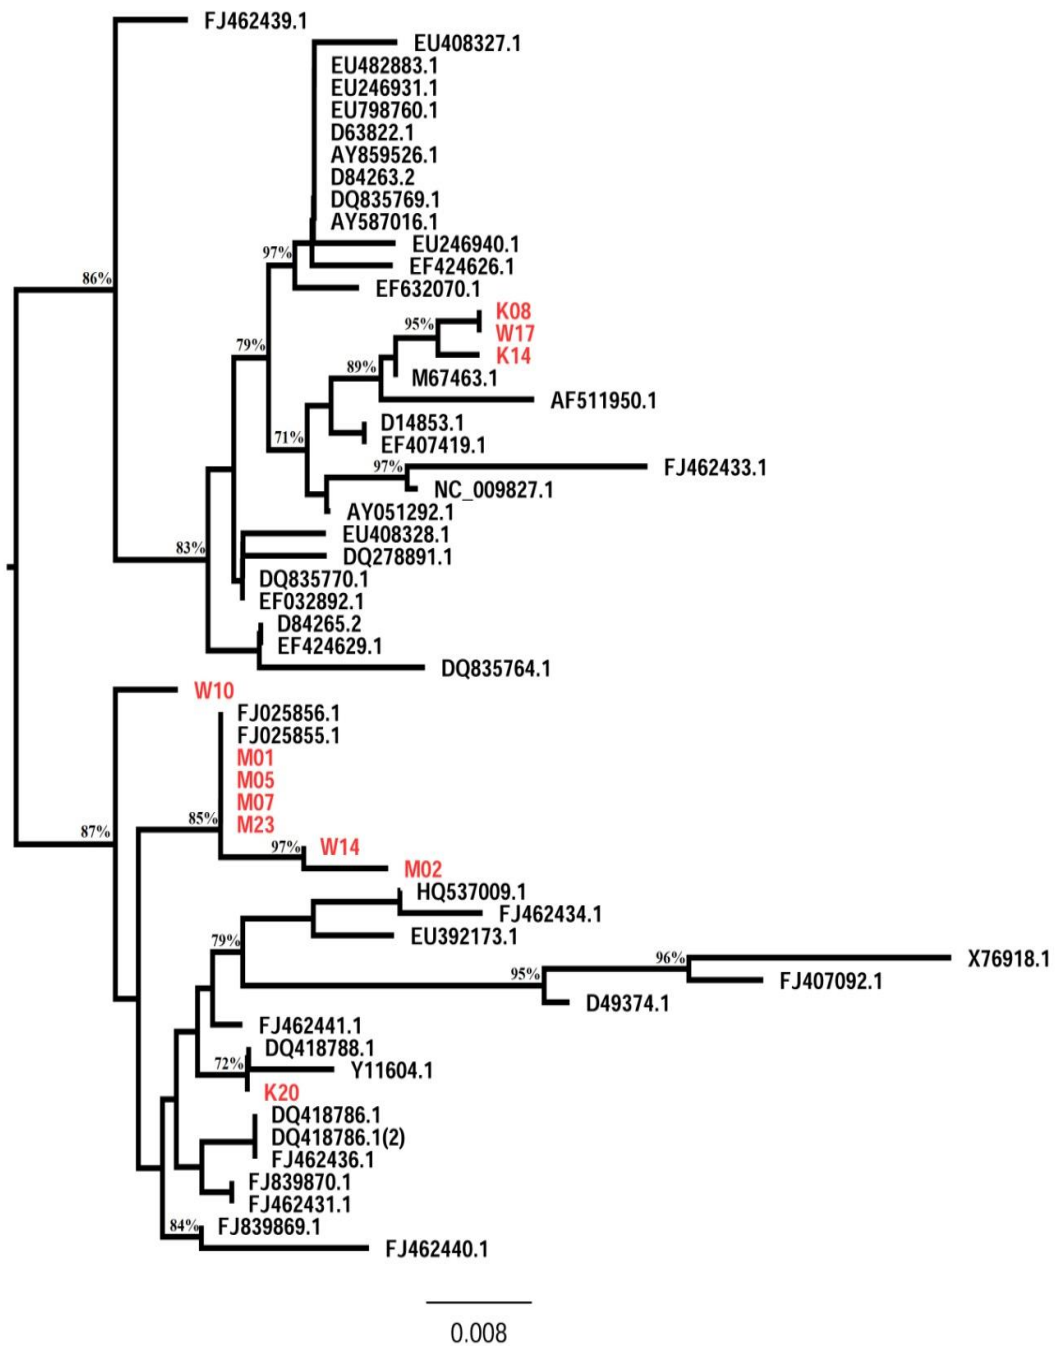 FJ462439.1
EU408327.1
EU482883.1
EU246931.1
EU798760.1
D63822.1
AY859526.1
D84263.2
DQ835769.1
AY587016.1
EU246940.1
97%
EF424626.1
86%
EF632070.1
K08
95%
W17
79%
K14
89%
M67463.1
AF511950.1
D14853.1
71%
EF407419.1
97%
FJ462433.1
NC_009827.1
AY051292.1
EU408328.1
83%
DQ278891.1
DQ835770.1
EF032892.1
D84265.2
EF424629.1
DQ835764.1
W10
FJ025856.1
FJ025855.1
M01
M05
M07
85%
M23
87%
97%
W14
M02
HQ537009.1
FJ462434.1
79%
EU392173.1
96%
X76918.1
95%
FJ407092.1
D49374.1
FJ462441.1
DQ418788.1
72%
Y11604.1
K20
DQ418786.1
DQ418786.1(2)
FJ462436.1
FJ839870.1
FJ462431.1
84%
FJ839869.1
FJ462440.1
0.008